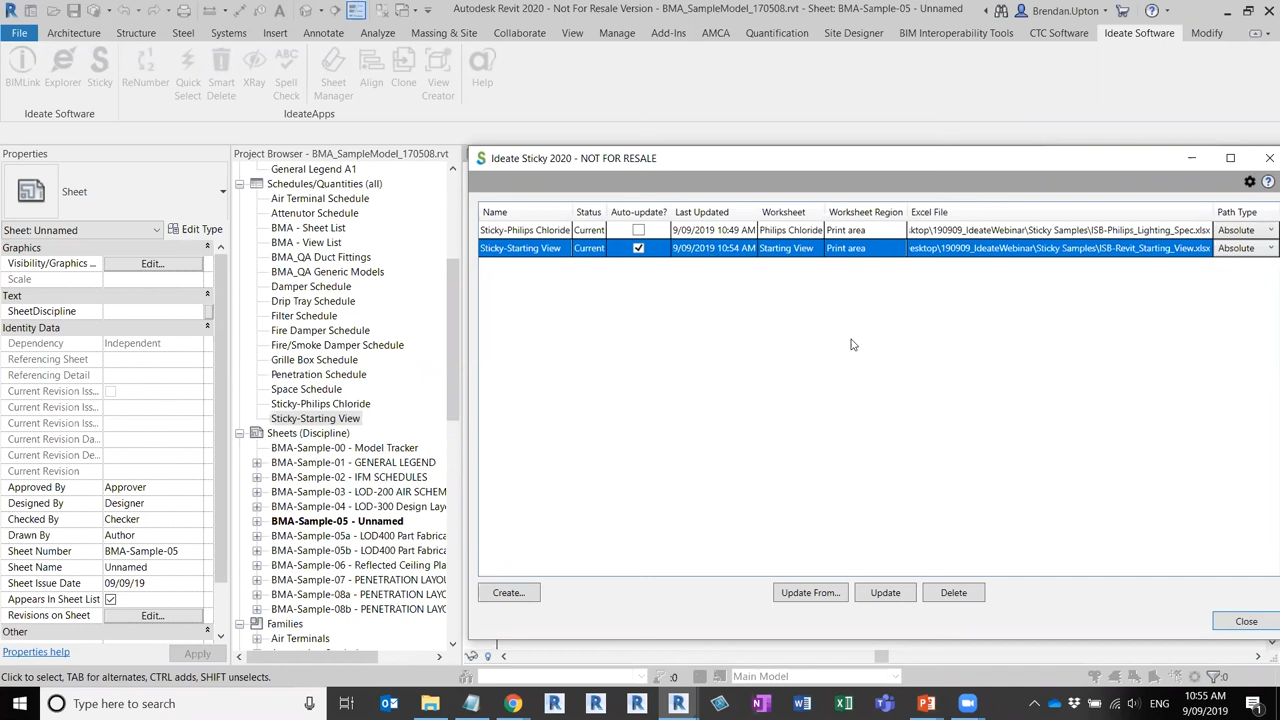 Autodesk Revit 2020 - Not For Resale Version - BMA_SampleModel_170508.rvt - Sheet: BMA-Sample-05 - Unnamed
Brendan.Upton
File Architecture Structure Steel Systems Insert Annotate Analyze Massing & Site Collaborate View Manage Add-Ins AMCA Quantification Site Designer BIM Interoperability Tools CTC Software Ideate Software Modify
BIMLink Explorer Sticky ReNumber Quick Select Smart Delete XRay Spell Check Sheet Manager Align Clone View Creator Help
Ideate Software IdeateApps
Properties
Sheet
Sheet: Unnamed Edit Type
Graphics
Visibility/Graphics ... Edit...
Scale
Text
SheetDiscipline
Identity Data
Dependency Independent
Referencing Sheet
Referencing Detail
Current Revision Iss...
Current Revision Iss...
Current Revision Iss...
Current Revision Da...
Current Revision De...
Current Revision
Approved By Approver
Designed By Designer
Checked By Checker
Drawn By Author
Sheet Number BMA-Sample-05
Sheet Name Unnamed
Sheet Issue Date 09/09/19
Appears In Sheet List
Revisions on Sheet Edit...
Other
Properties help Apply
Project Browser - BMA_SampleModel_170508.rvt
General Legend A1
Schedules/Quantities (all)
Air Terminal Schedule
Attenutor Schedule
BMA - Sheet List
BMA - View List
BMA_QA Duct Fittings
BMA_QA Generic Models
Damper Schedule
Drip Tray Schedule
Filter Schedule
Fire Damper Schedule
Fire/Smoke Damper Schedule
Grille Box Schedule
Penetration Schedule
Space Schedule
Sticky-Philips Chloride
Sticky-Starting View
Sheets (Discipline)
BMA-Sample-00 - Model Tracker
BMA-Sample-01 - GENERAL LEGEND
BMA-Sample-02 - IFM SCHEDULES
BMA-Sample-03 - LOD-200 AIR SCHEM
BMA-Sample-04 - LOD-300 Design Lay
BMA-Sample-05 - Unnamed
BMA-Sample-05a - LOD400 Part Fabrica
BMA-Sample-05b - LOD400 Part Fabrica
BMA-Sample-06 - Reflected Ceiling Pla
BMA-Sample-07 - PENETRATION LAYOU
BMA-Sample-08a - PENETRATION LAYO
BMA-Sample-08b - PENETRATION LAYO
Families
Air Terminals
Ideate Sticky 2020 - NOT FOR RESALE
Name Status Auto-update? Last Updated Worksheet Worksheet Region Excel File Path Type
Sticky-Philips Chloride Current 9/09/2019 10:49 AM Philips Chloride Print area :ktop\190909_IdeateWebinar\Sticky Samples\ISB-Philips_Lighting_Spec.xlsx Absolute
Sticky-Starting View Current 9/09/2019 10:54 AM Starting View Print area esktop\190909_IdeateWebinar\Sticky Samples\ISB-Revit_Starting_View.xlsx Absolute
Create... Update From... Update Delete
Close
Click to select, TAB for alternates, CTRL adds, SHIFT unselects. :0 Main Model :0
Type here to search
ENG 10:55 AM
9/09/2019